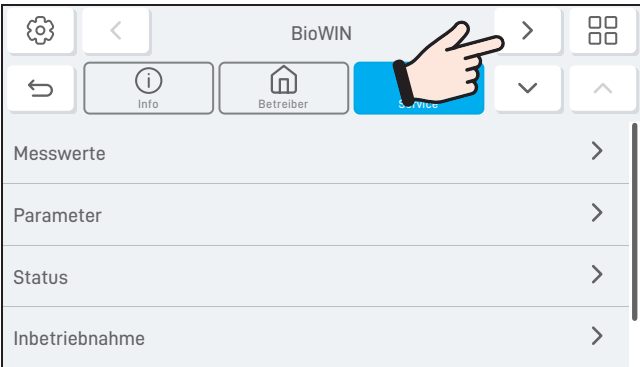 BioWIN
Info
Betreiber
Service
Messwerte
Parameter
Status
Inbetriebnahme